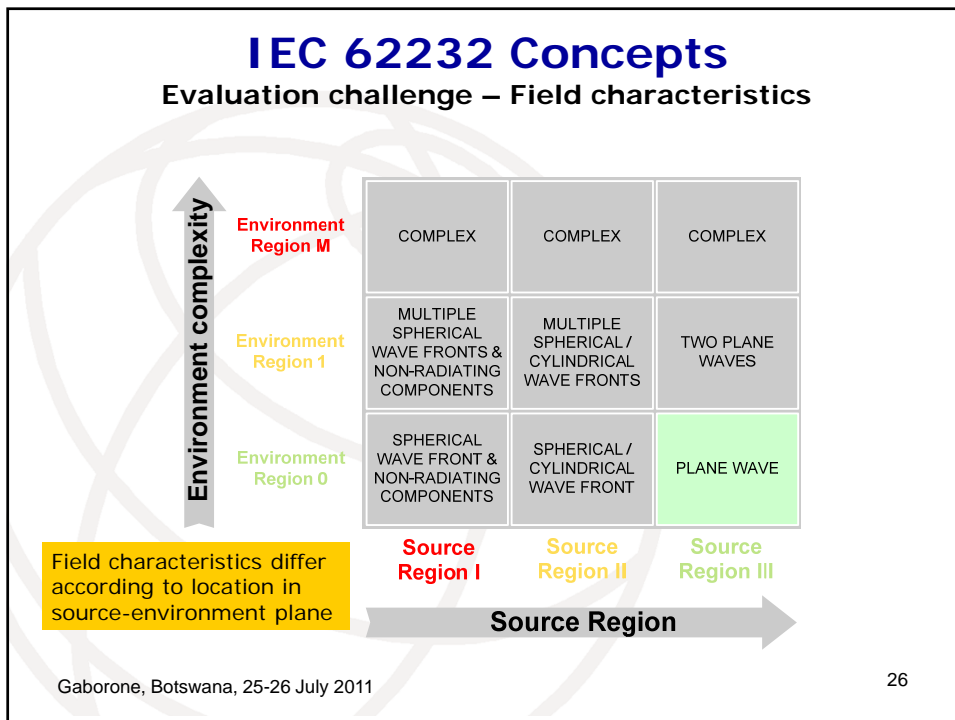 IEC 62232 Concepts
Evaluation challenge – Field characteristics
Environment complexity
Environment
Region M
COMPLEX
COMPLEX
COMPLEX
Environment
Region 1
MULTIPLE
SPHERICAL
WAVE FRONTS &
NON-RADIATING
COMPONENTS
MULTIPLE
SPHERICAL /
CYLINDRICAL
WAVE FRONTS
TWO PLANE
WAVES
Environment
Region 0
SPHERICAL
WAVE FRONT &
NON-RADIATING
COMPONENTS
SPHERICAL /
CYLINDRICAL
WAVE FRONT
PLANE WAVE
Source
Region I
Source
Region II
Source
Region III
Field characteristics differ
according to location in
source-environment plane
Source Region
Gaborone, Botswana, 25-26 July 2011
26